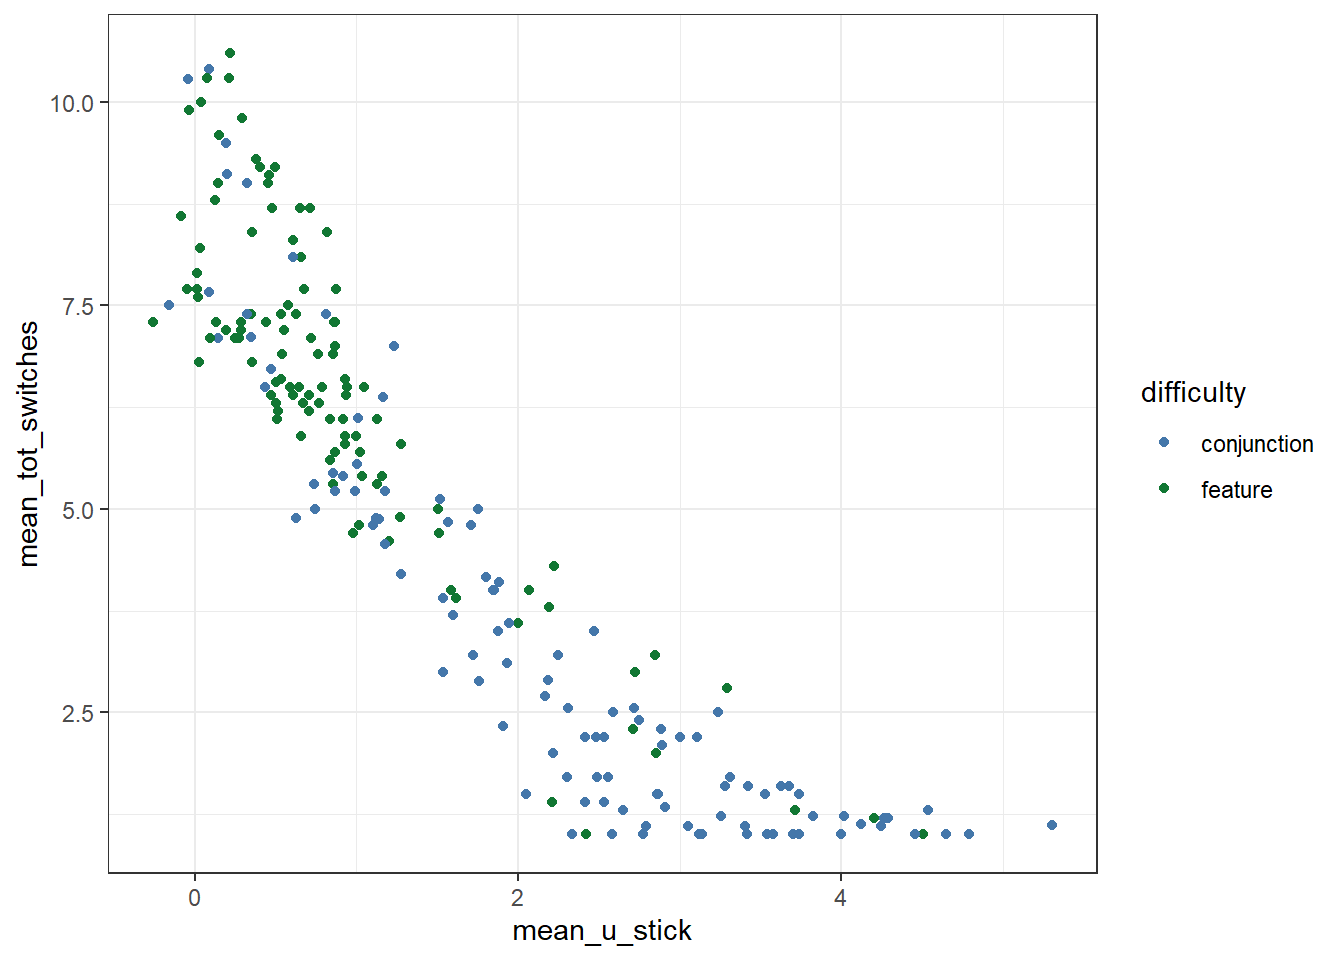 10.0
7.5
5.0
2.5
mean_tot_switches
0
2
4
mean_u_stick
difficulty
conjunction
feature